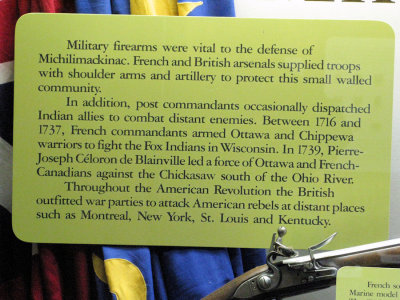 Military firearms were vital to the defense of
Michilimackinac. French and British arsenals supplied troops
with shoulder arms and artillery to protect this small walled
community.
In addition, post commandants occasionally dispatched
Indian allies to combat distant enemies. Between 1716 and
1737, French commandants armed Ottawa and Chippewa
warriors to fight the Fox Indians in Wisconsin. In 1739, Pierre-
Joseph Céloron de Blainville led a force of Ottawa and French-
Canadians against the Chickasaw south of the Ohio River.
Throughout the American Revolution the British
outfitted war parties to attack American rebels at distant places
such as Montreal, New York, St. Louis and Kentucky.
French
Marine model